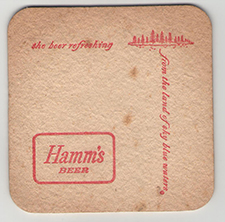 the beer refreshing
from the land of sky blue waters
Hamm's
BEER